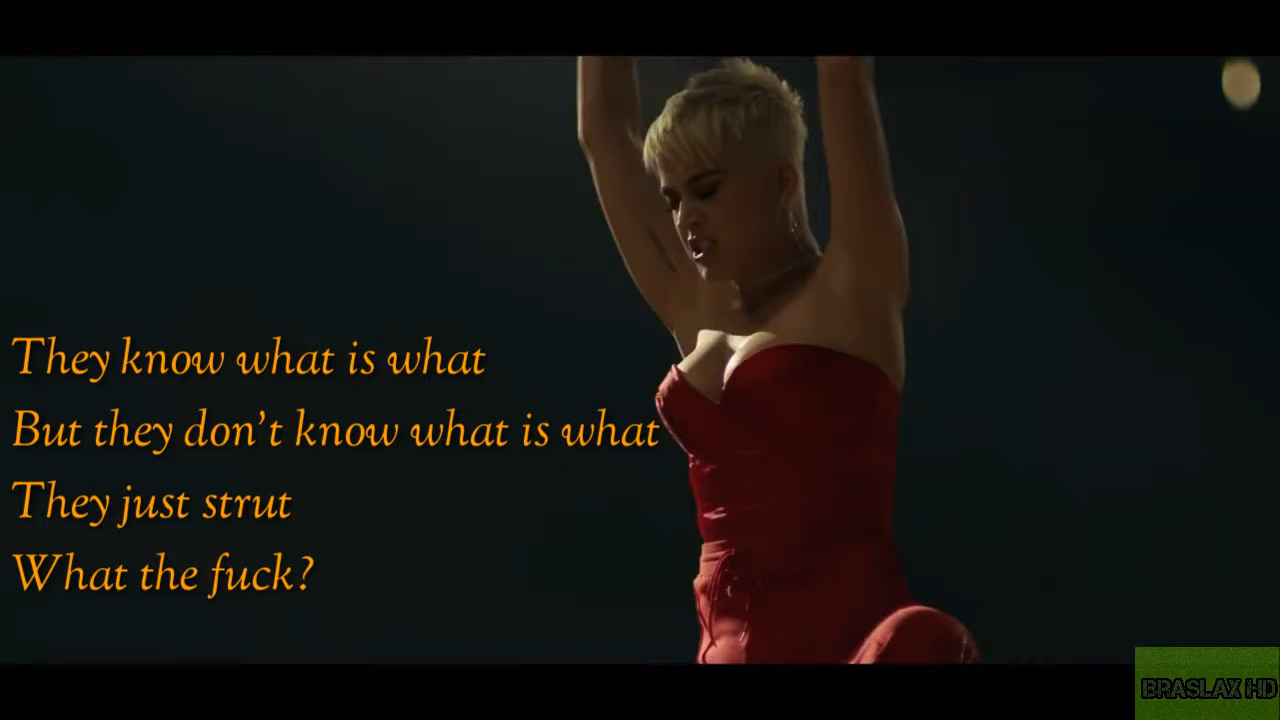 They know what is what
But they don't know what is what
They just strut
What the fuck?
BRASLAX HD